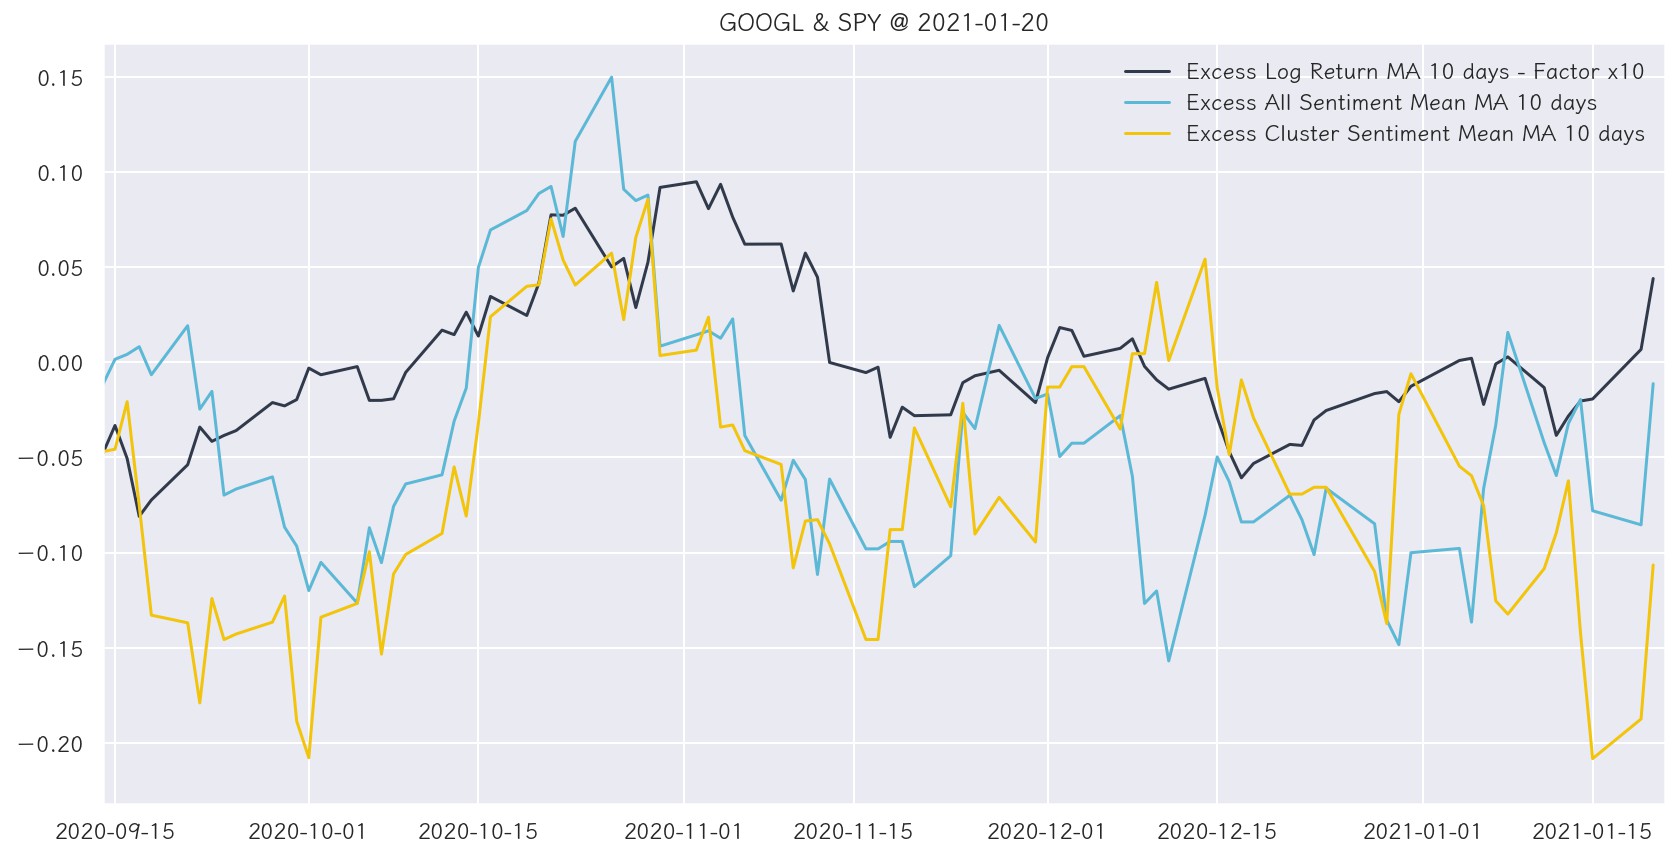 GOOGL & SPY @ 2021-01-20
Excess Log Return MA 10 days - Factor x10
Excess All Sentiment Mean MA 10 days
Excess Cluster Sentiment Mean MA 10 days
0.15
0.10
0.05
0.00
−0.05
−0.10
−0.15
−0.20
2020-09-15 2020-10-01 2020-10-15 2020-11-01 2020-11-15 2020-12-01 2020-12-15 2021-01-01 2021-01-15